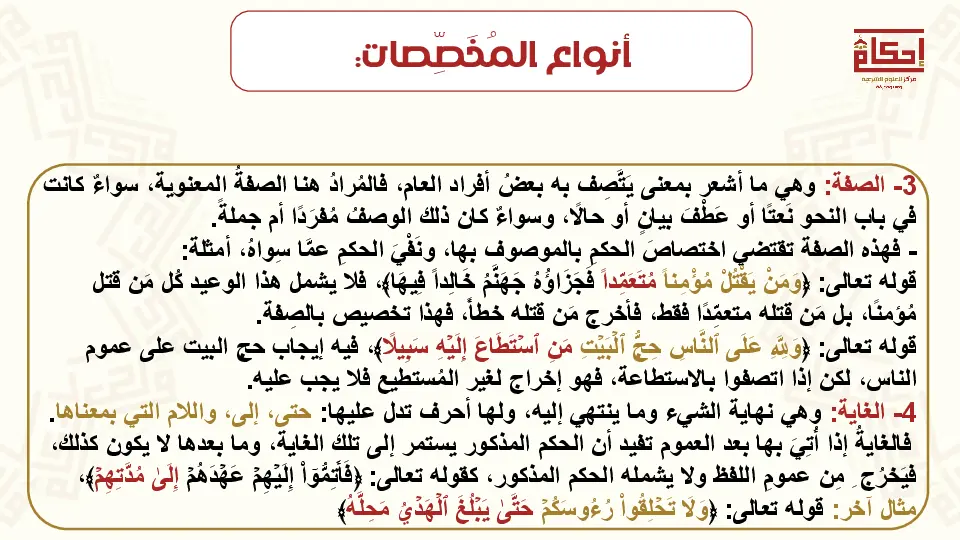 أنواع المُخَصِّصات:
إحكام
مركز العلوم الشرعية
3- الصفة: وهي ما أشعر بمعنى يَتَّصِف به بعضُ أفراد العام، فالمُرادُ هنا الصفةُ المعنوية، سواءٌ كانت
في باب النحو نَعتًا أو عَطْفَ بيانٍ أو حالًا، وسواءٌ كان ذلك الوصفُ مُفرَدًا أم جملةً.
- فهذه الصفة تقتضي اختصاصَ الحكمِ بالموصوف بها، ونَفْيَ الحكمِ عمَّا سِواهُ، أمثلة:
قوله تعالى: ﴿وَمَنْ يَقْتُلْ مُؤْمِناً مُتَعَمِّداً فَجَزَاؤُهُ جَهَنَّمُ خَالِداً فِيهَا﴾، فلا يشمل هذا الوعيد كُل مَن قتل
مُؤمنًا، بل مَن قتله متعمِّدًا فقط، فأخرج مَن قتله خطأً، فهذا تخصيص بالصِفة.
قوله تعالى: ﴿وَلِلَّهِ عَلَى ٱلنَّاسِ حِجُّ ٱلۡبَيۡتِ مَنِ ٱسۡتَطَاعَ إِلَيۡهِ سَبِيلًا﴾، فيه إيجاب حج البيت على عموم
الناس، لكن إذا اتصفوا بالاستطاعة، فهو إخراج لغير المُستطيع فلا يجب عليه.
4- الغاية: وهي نهاية الشيء وما ينتهي إليه، ولها أحرف تدل عليها: حتى، إلى، واللام التي بمعناها.
فالغايةُ إذا أُتِيَ بها بعد العموم تفيد أن الحكم المذكور يستمر إلى تلك الغاية، وما بعدها لا يكون كذلك،
فيَخرُج مِن عمومِ اللفظ ولا يشمله الحكم المذكور، كقوله تعالى: ﴿فَأَتِمُّوٓاْ إِلَيۡهِمۡ عَهۡدَهُمۡ إِلَىٰ مُدَّتِهِمۡ﴾،
مثال آخر: قوله تعالى: ﴿وَلَا تَحۡلِقُواْ رُءُوسَكُمۡ حَتَّىٰ يَبۡلُغَ ٱلۡهَدۡيُ مَحِلَّهُ﴾